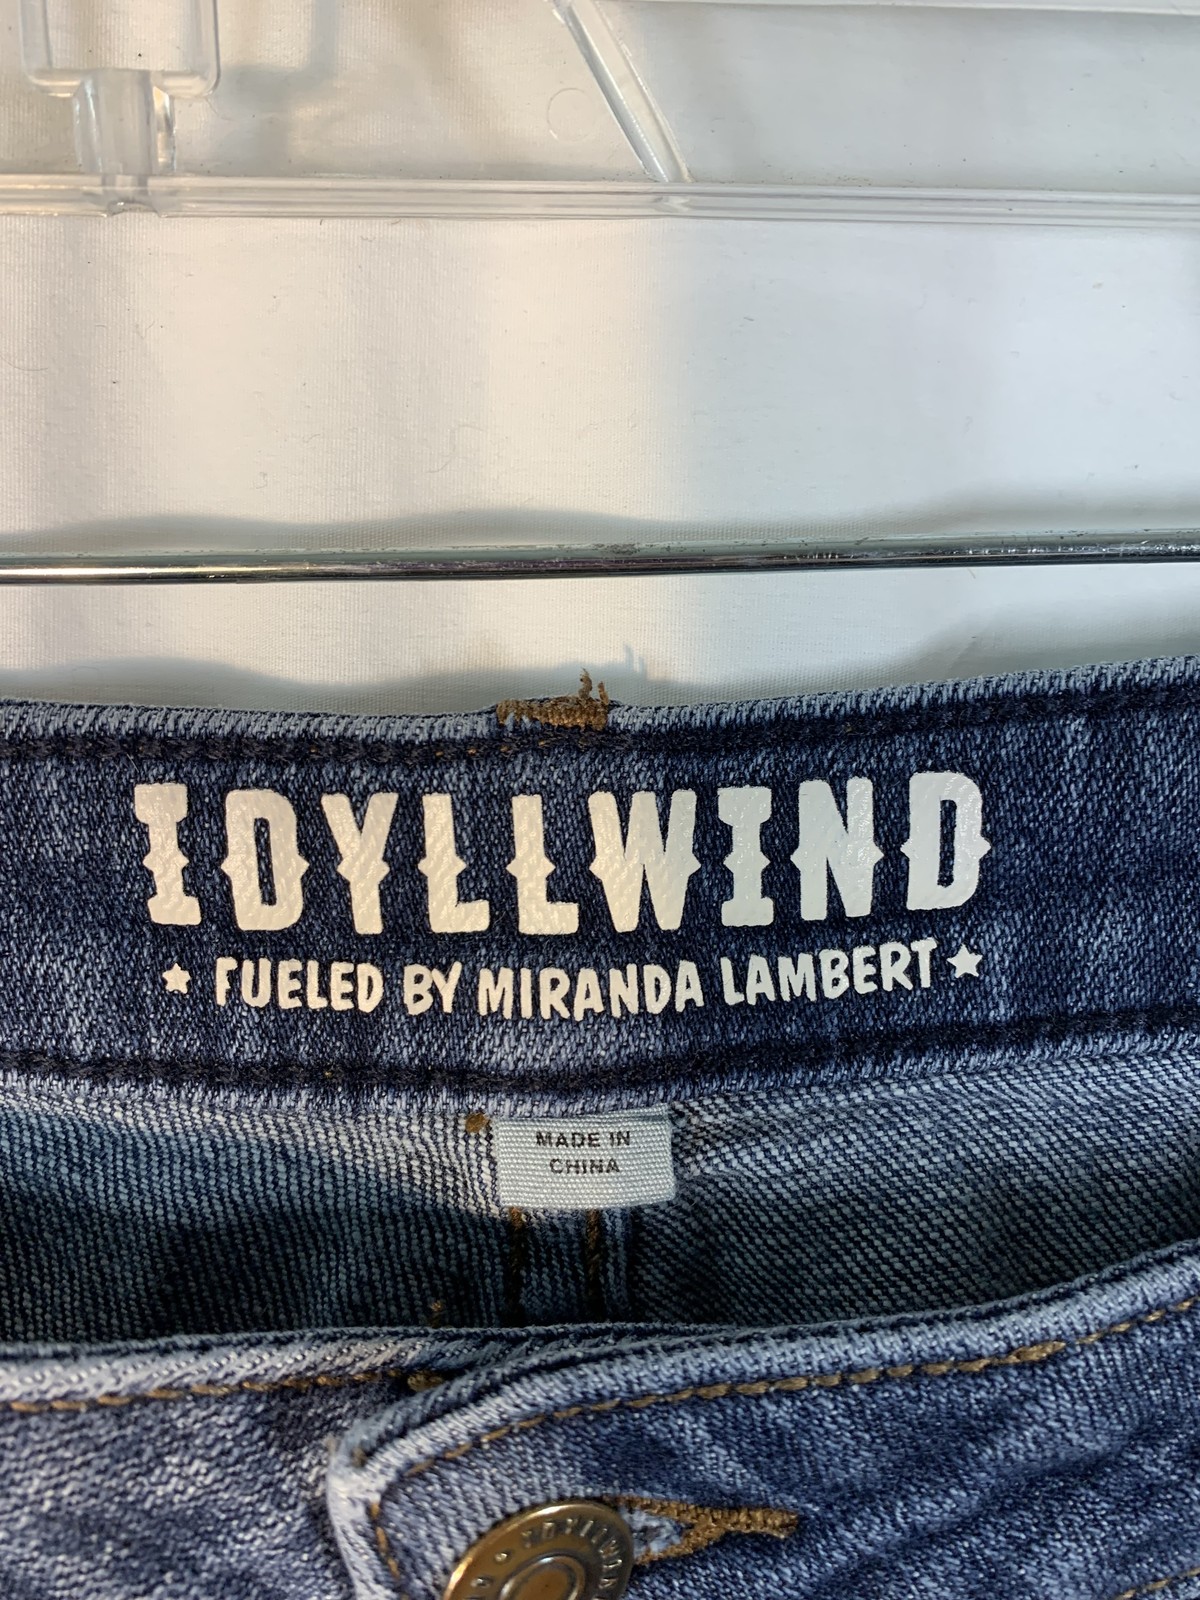 IDYLLWIND
★ FUELED BY MIRANDA LAMBERT ★
MADE IN
CHINA